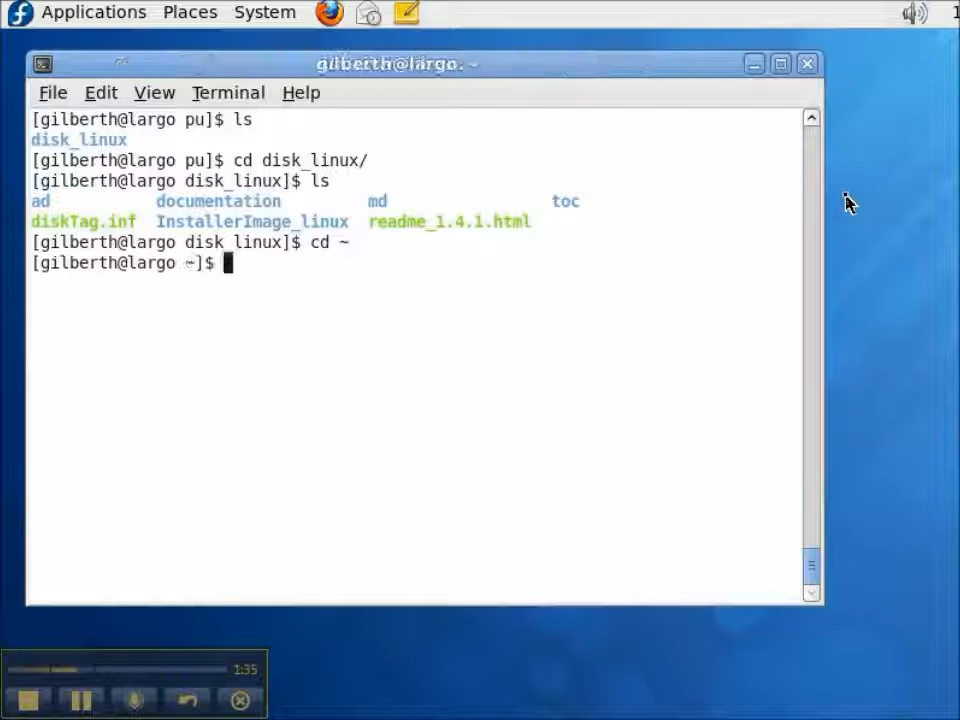 Applications Places System 1
gilberth@largo: ~
File Edit View Terminal Help
[gilberth@largo pu]$ ls
disk_linux
[gilberth@largo pu]$ cd disk_linux/
[gilberth@largo disk_linux]$ ls
ad documentation md toc
diskTag.inf InstallerImage_linux readme_1.4.1.html
[gilberth@largo disk_linux]$ cd ~
[gilberth@largo ~]$
1:35